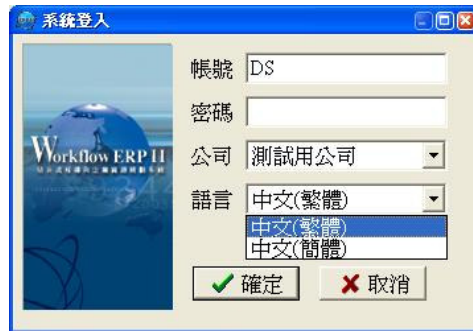 系統登入
帳號 DS
密碼
Workflow ERP II
公司 測試用公司
語言 中文(繁體)
中文(繁體)
中文(簡體)
確定 取消